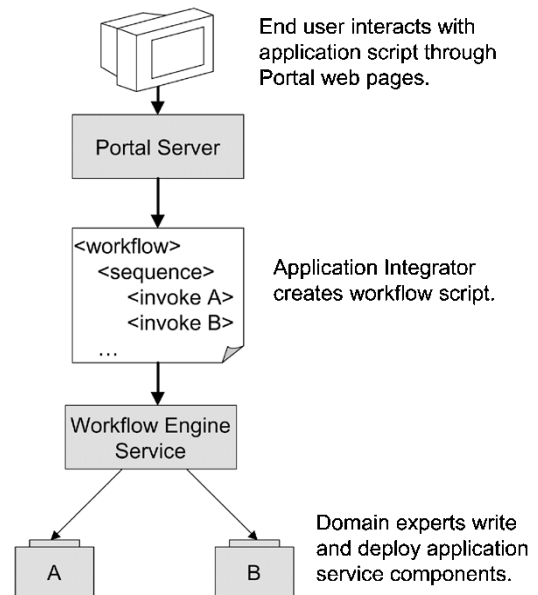 End user interacts with
application script through
Portal web pages.
Portal Server
<workflow>
<sequence>
<invoke A>
<invoke B>
...
Application Integrator
creates workflow script.
Workflow Engine
Service
Domain experts write
and deploy application
service components.
A
B